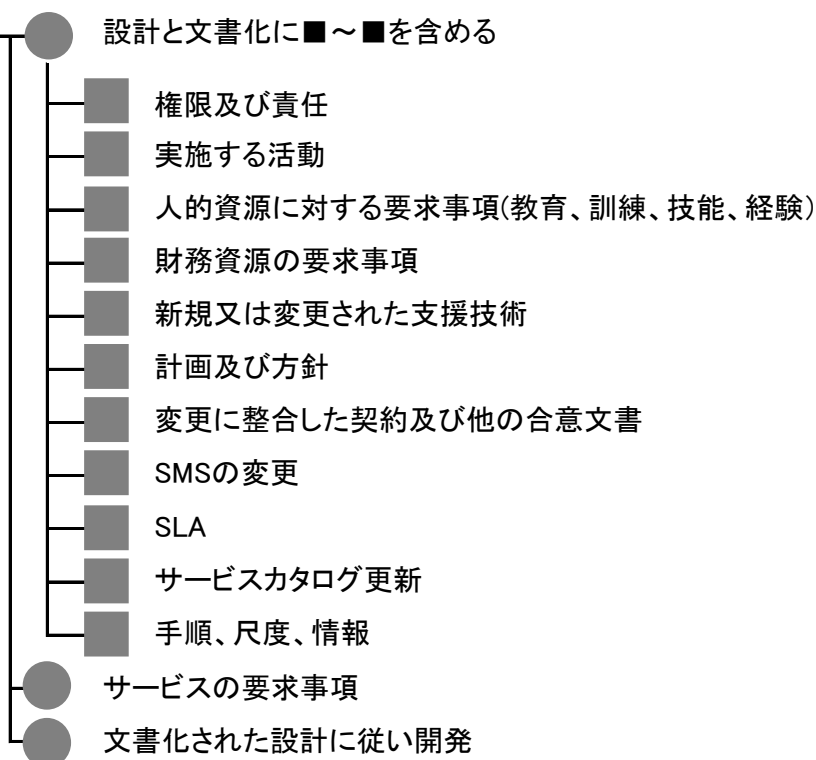 設計と文書化に■～■を含める
権限及び責任
実施する活動
人的資源に対する要求事項(教育、訓練、技能、経験)
財務資源の要求事項
新規又は変更された支援技術
計画及び方針
変更に整合した契約及び他の合意文書
SMSの変更
SLA
サービスカタログ更新
手順、尺度、情報
サービスの要求事項
文書化された設計に従い開発